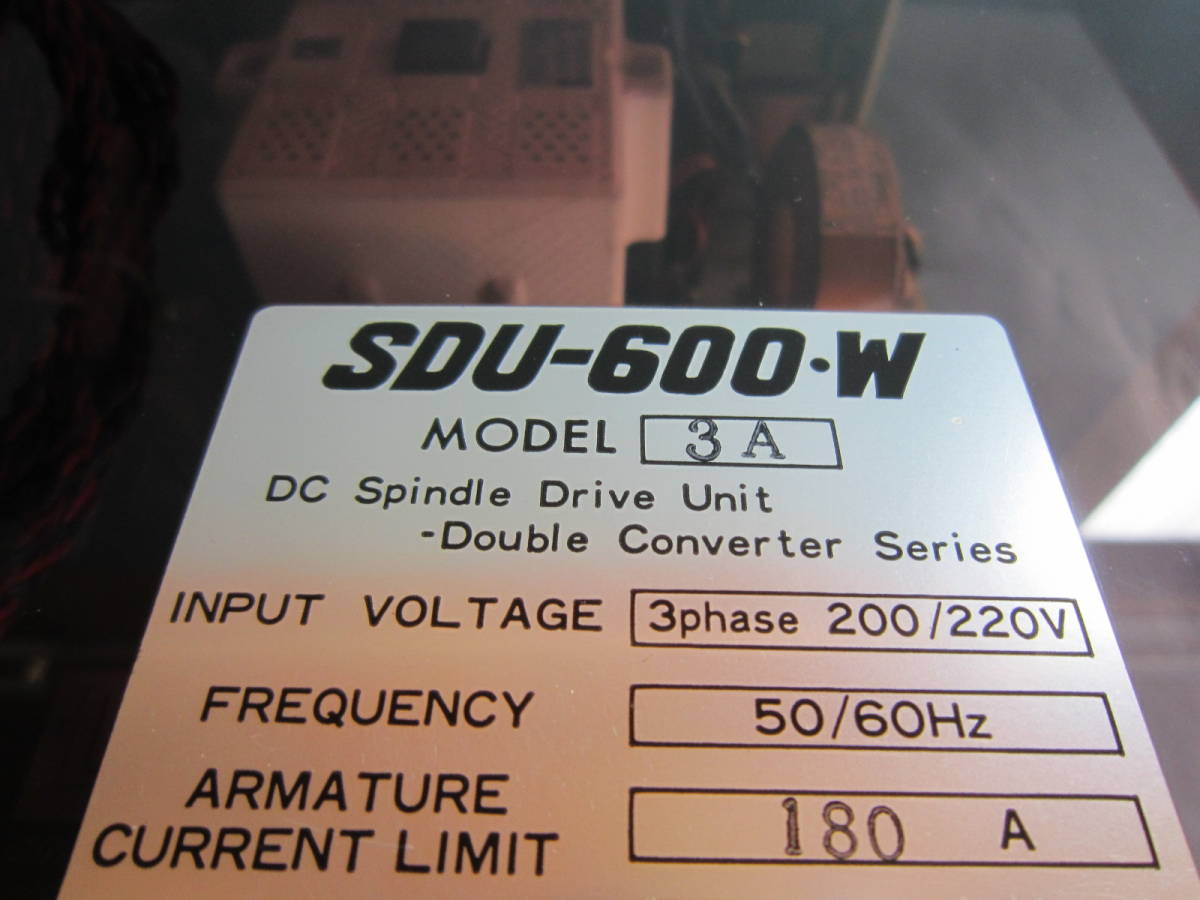 SDU-600·W
MODEL 3A
DC Spindle Drive Unit
-Double Converter Series
INPUT VOLTAGE 3phase 200/220V
FREQUENCY 50/60Hz
ARMATURE
CURRENT LIMIT 180 A